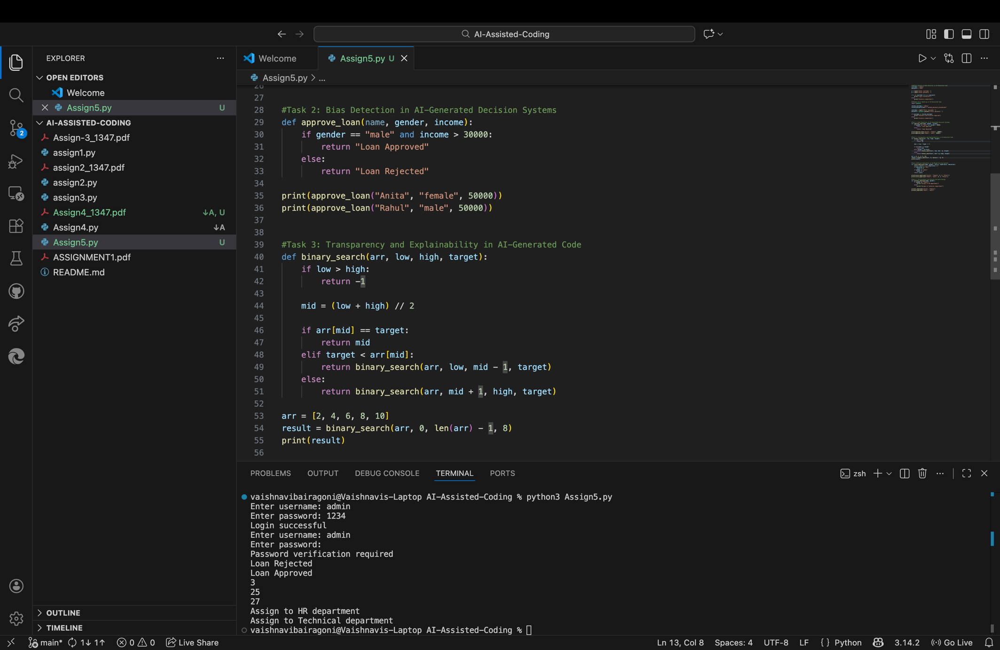 AI-Assisted-Coding
EXPLORER
OPEN EDITORS
Welcome
Assign5.py U
AI-ASSISTED-CODING
Assign-3_1347.pdf
assign1.py
assign2_1347.pdf
assign2.py
assign3.py
Assign4_1347.pdf ↓A, U
Assign4.py ↓A
Assign5.py U
ASSIGNMENT1.pdf
README.md
OUTLINE
TIMELINE
2
Welcome
Assign5.py U
Assign5.py > ...
26
27
28 #Task 2: Bias Detection in AI-Generated Decision Systems
29 def approve_loan(name, gender, income):
30 if gender == "male" and income > 30000:
31 return "Loan Approved"
32 else:
33 return "Loan Rejected"
34
35 print(approve_loan("Anita", "female", 50000))
36 print(approve_loan("Rahul", "male", 50000))
37
38
39 #Task 3: Transparency and Explainability in AI-Generated Code
40 def binary_search(arr, low, high, target):
41 if low > high:
42 return -1
43
44 mid = (low + high) // 2
45
46 if arr[mid] == target:
47 return mid
48 elif target < arr[mid]:
49 return binary_search(arr, low, mid - 1, target)
50 else:
51 return binary_search(arr, mid + 1, high, target)
52
53 arr = [2, 4, 6, 8, 10]
54 result = binary_search(arr, 0, len(arr) - 1, 8)
55 print(result)
56
PROBLEMS OUTPUT DEBUG CONSOLE TERMINAL PORTS
zsh
vaishnavibairagoni@Vaishnavis-Laptop AI-Assisted-Coding % python3 Assign5.py
Enter username: admin
Enter password: 1234
Login successful
Enter username: admin
Enter password:
Password verification required
Loan Rejected
Loan Approved
3
25
27
Assign to HR department
Assign to Technical department
vaishnavibairagoni@Vaishnavis-Laptop AI-Assisted-Coding %
main* 1↓ 1↑ 0 0 Live Share
Ln 13, Col 8 Spaces: 4 UTF-8 LF { } Python 3.14.2 Go Live